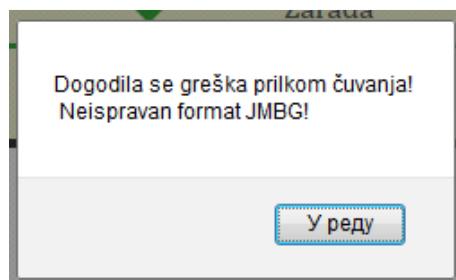 Zarada
Dogodila se greška prilikom čuvanja!
Neispravan format JMBG!
У реду